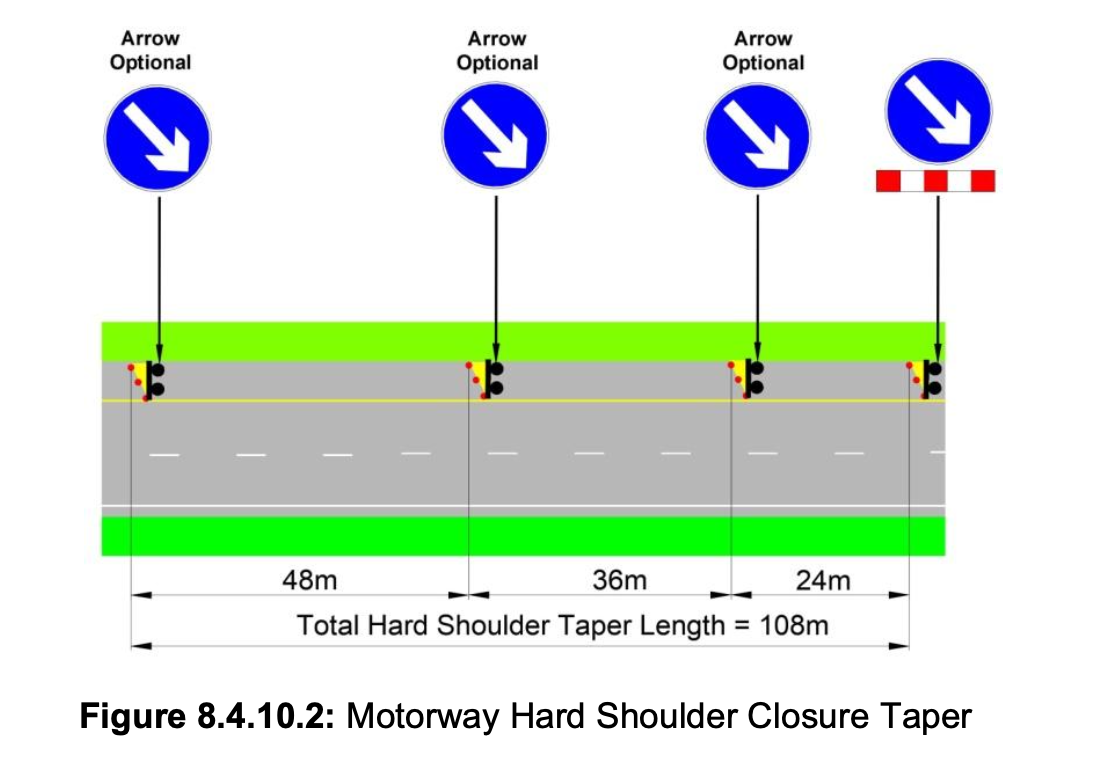 Arrow
Optional
Arrow
Optional
Arrow
Optional
48m
36m
24m
Total Hard Shoulder Taper Length = 108m
Figure 8.4.10.2: Motorway Hard Shoulder Closure Taper